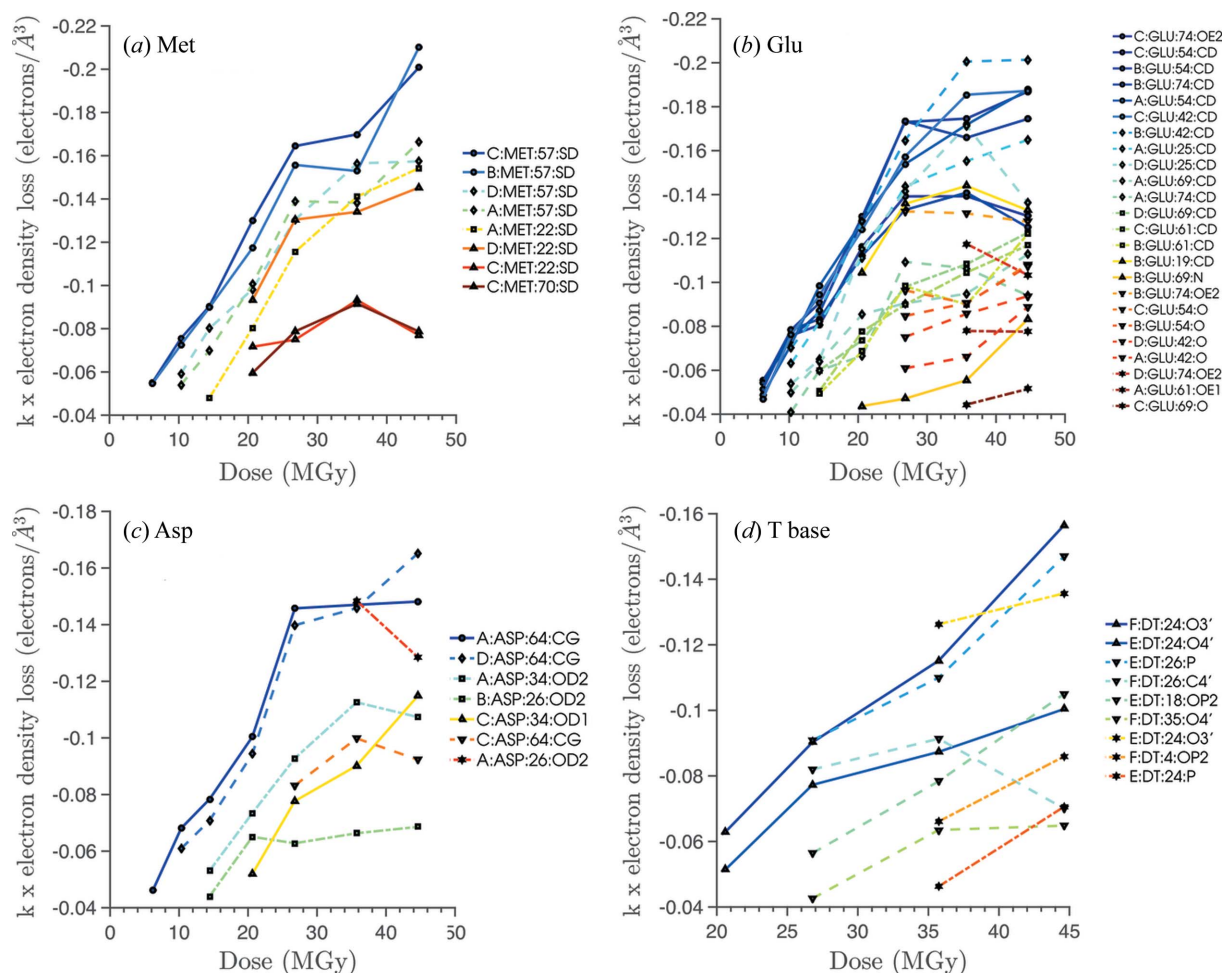 (a) Met
k x electron density loss (electrons/Å³)
-0.22
-0.2
-0.18
-0.16
-0.14
-0.12
-0.1
-0.08
-0.06
-0.04
0 10 20 30 40 50
Dose (MGy)
C:MET:57:SD
B:MET:57:SD
D:MET:57:SD
A:MET:57:SD
A:MET:22:SD
D:MET:22:SD
C:MET:22:SD
C:MET:70:SD
(b) Glu
k x electron density loss (electrons/Å³)
-0.22
-0.2
-0.18
-0.16
-0.14
-0.12
-0.1
-0.08
-0.06
-0.04
0 10 20 30 40 50
Dose (MGy)
C:GLU:74:OE2
C:GLU:54:CD
B:GLU:54:CD
B:GLU:74:CD
A:GLU:54:CD
C:GLU:42:CD
B:GLU:42:CD
A:GLU:25:CD
D:GLU:25:CD
A:GLU:69:CD
A:GLU:74:CD
D:GLU:69:CD
C:GLU:61:CD
B:GLU:61:CD
B:GLU:19:CD
B:GLU:69:N
B:GLU:74:OE2
C:GLU:54:O
B:GLU:54:O
D:GLU:42:O
A:GLU:42:O
D:GLU:74:OE2
A:GLU:61:OE1
C:GLU:69:O
(c) Asp
k x electron density loss (electrons/Å³)
-0.18
-0.16
-0.14
-0.12
-0.1
-0.08
-0.06
-0.04
0 10 20 30 40 50
Dose (MGy)
A:ASP:64:CG
D:ASP:64:CG
A:ASP:34:OD2
B:ASP:26:OD2
C:ASP:34:OD1
C:ASP:64:CG
A:ASP:26:OD2
(d) T base
k x electron density loss (electrons/Å³)
-0.16
-0.14
-0.12
-0.1
-0.08
-0.06
-0.04
20 25 30 35 40 45
Dose (MGy)
F:DT:24:O3′
E:DT:24:O4′
E:DT:26:P
F:DT:26:C4′
E:DT:18:OP2
F:DT:35:O4′
E:DT:24:O3′
F:DT:4:OP2
E:DT:24:P